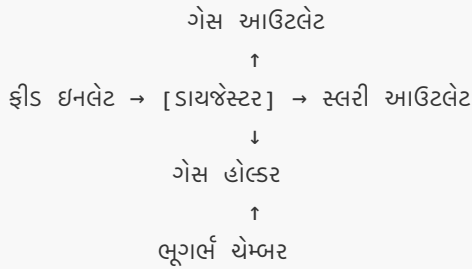 ગેસ આઉટલેટ
↑
ફીડ ઇનલેટ → [ડાયજેસ્ટર] → સ્લરી આઉટલેટ
↓
ગેસ હોલ્ડર
↑
ભૂગર્ભ ચેમ્બર